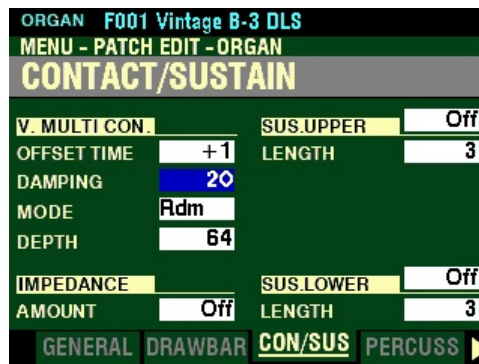 ORGAN F001 Vintage B-3 DLS
MENU - PATCH EDIT - ORGAN
CONTACT/SUSTAIN
V. MULTI CON. SUS.UPPER Off
OFFSET TIME +1 LENGTH 3
DAMPING 20
MODE Rdm
DEPTH 64
IMPEDANCE SUS.LOWER Off
AMOUNT Off LENGTH 3
GENERAL DRAWBAR CON/SUS PERCUSS